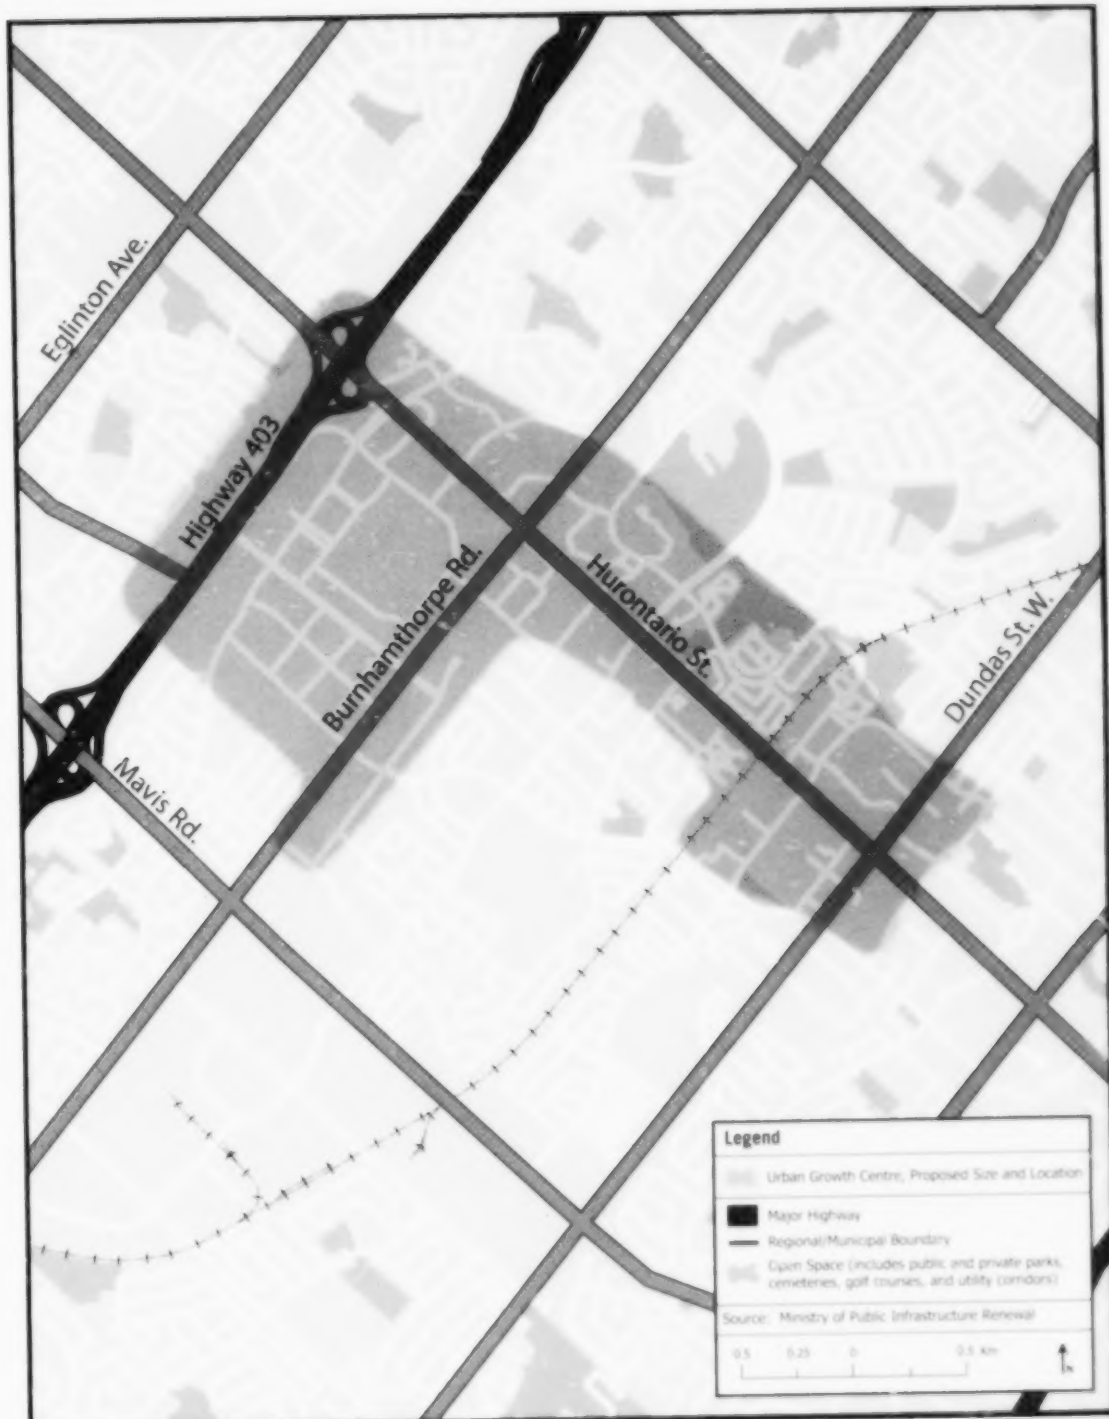 Eglinton Ave.
Highway 403
Burnhamthorpe Rd.
Hurontario St.
Dundas St. W.
Mavis Rd.
Legend
Urban Growth Centre, Proposed Size and Location
Major Highway
Regional/Municipal Boundary
Open Space (includes public and private parks,
cemeteries, golf courses, and utility corridors)
Source: Ministry of Public Infrastructure Renewal
0.5 0.25 0 0.5 Km
N